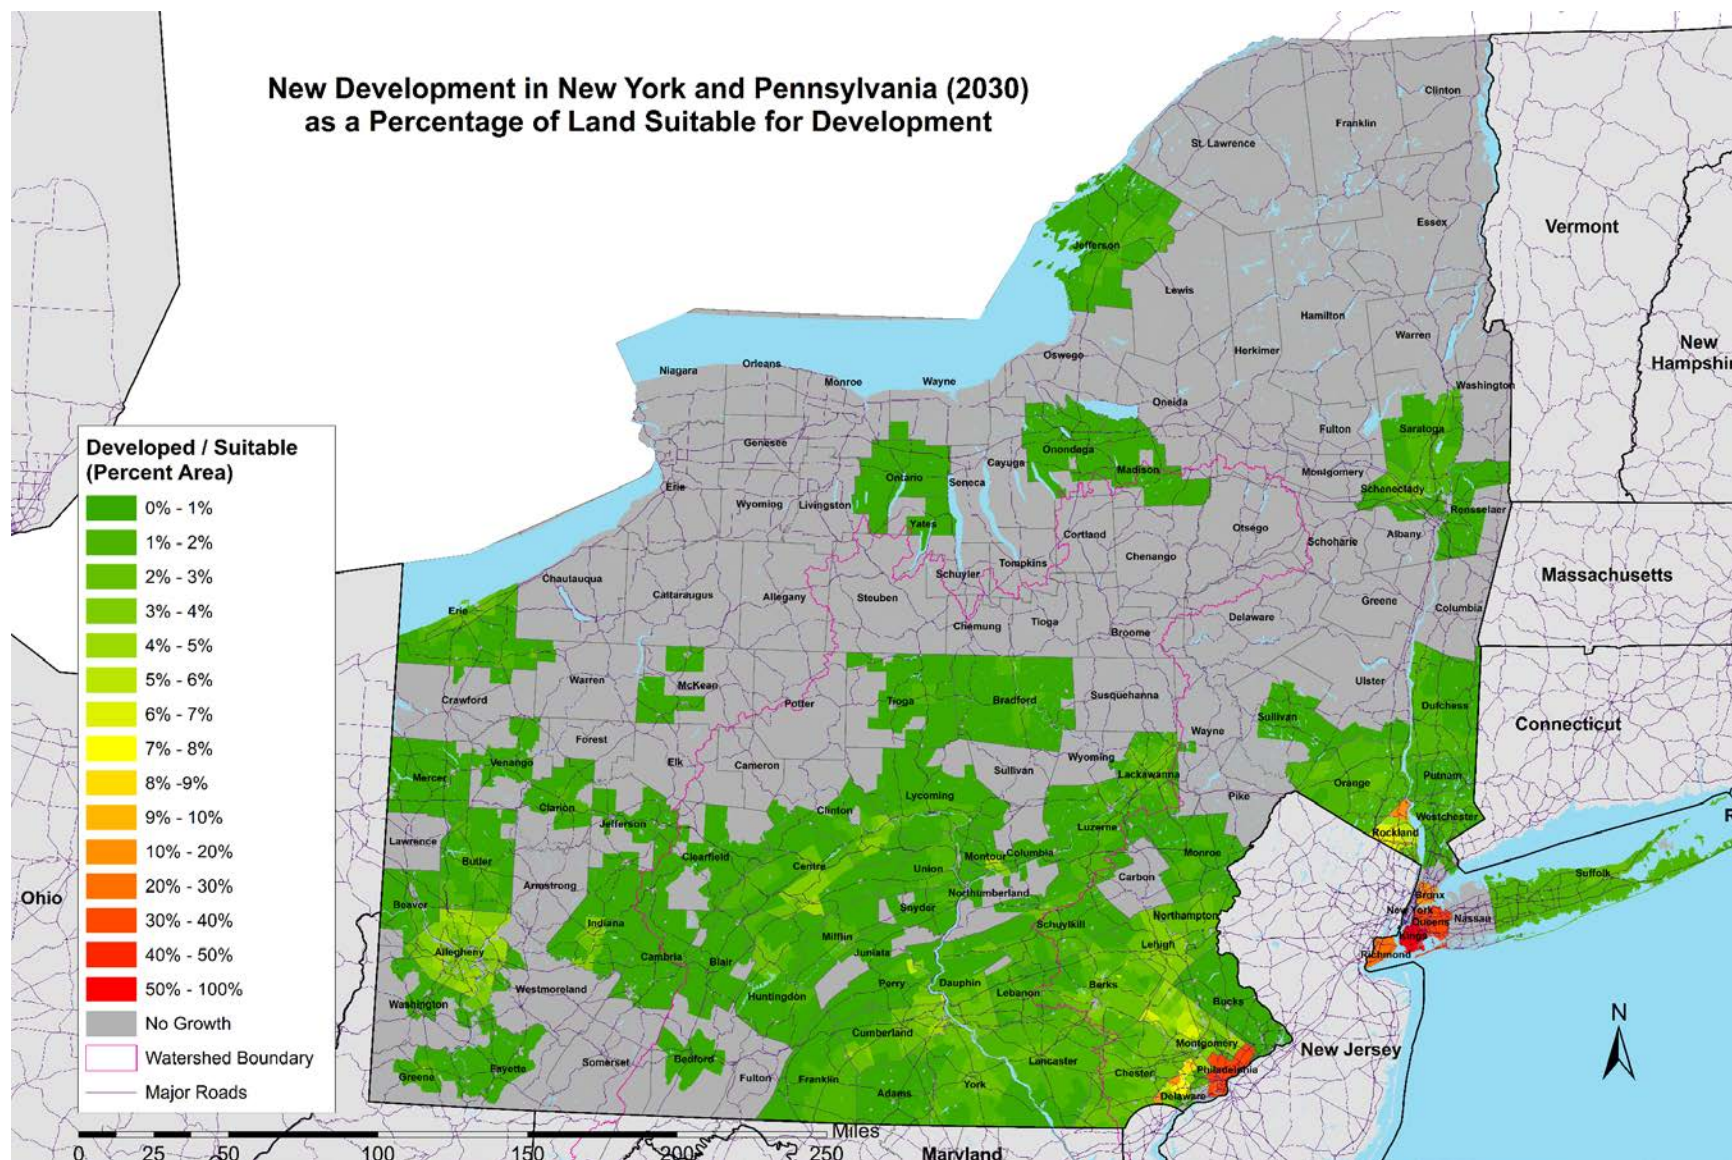 New Development in New York and Pennsylvania (2030)
as a Percentage of Land Suitable for Development
Clinton
Franklin
St. Lawrence
Essex
Vermont
Jefferson
Lewis
Hamilton
Warren
Herkimer
Oswego
New
Hampshir
Niagara
Orleans
Monroe
Wayne
Washington
Oneida
Fulton
Saratoga
Genesee
Onondaga
Madison
Montgomery
Cayuga
Ontario
Seneca
Schenectady
Erie
Wyoming
Livingston
Rensselaer
Yates
Cortland
Otsego
Schoharie
Albany
Chenango
Tompkins
Schuyler
Massachusetts
Chautauqua
Cattaraugus
Allegany
Steuben
Greene
Columbia
Erie
Chemung
Tioga
Broome
Delaware
Warren
McKean
Potter
Tioga
Bradford
Susquehanna
Ulster
Crawford
Dutchess
Sullivan
Connecticut
Wayne
Forest
Venango
Elk
Cameron
Sullivan
Wyoming
Lackawanna
Mercer
Orange
Putnam
Clarion
Clinton
Lycoming
Pike
Westchester
Jefferson
Luzerne
Rockland
R
Lawrence
Butler
Clearfield
Centre
Union
Montour
Columbia
Monroe
Carbon
Suffolk
Armstrong
Northumberland
Bronx
Ohio
Beaver
Snyder
New York
Nassau
Indiana
Schuylkill
Northampton
Queens
Kings
Mifflin
Lehigh
Allegheny
Cambria
Blair
Juniata
Richmond
Westmoreland
Huntingdon
Perry
Dauphin
Lebanon
Berks
Washington
Bucks
Cumberland
Montgomery
New Jersey
N
Somerset
Bedford
Fulton
Franklin
Lancaster
Chester
Philadelphia
Greene
Fayette
Adams
York
Delaware
Maryland
Developed / Suitable
(Percent Area)
0% - 1%
1% - 2%
2% - 3%
3% - 4%
4% - 5%
5% - 6%
6% - 7%
7% - 8%
8% -9%
9% - 10%
10% - 20%
20% - 30%
30% - 40%
40% - 50%
50% - 100%
No Growth
Watershed Boundary
Major Roads
Miles
0 25 50 100 150 200 250